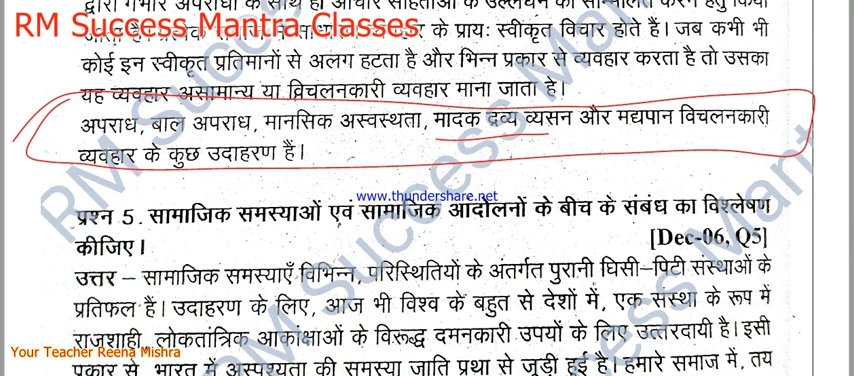 द्वारा गंभीर अपराधों के साथ ही आचार संहिताओं के उल्लंघन को सम्मिलित करने हेतु किया
RM Success Mantra Classes
के प्रायः स्वीकृत विचार होते हैं। जब कभी भी
कोई इन स्वीकृत प्रतिमानों से अलग हटता है और भिन्न प्रकार से व्यवहार करता है तो उसका
यह व्यवहार असामान्य या विचलनकारी व्यवहार माना जाता है।
अपराध, बाल अपराध, मानसिक अस्वस्थता, मादक द्रव्य व्यसन और मद्यपान विचलनकारी
व्यवहार के कुछ उदाहरण हैं।
www.thundershare.net
प्रश्न 5. सामाजिक समस्याओं एवं सामाजिक आंदोलनों के बीच के संबंध का विश्लेषण
कीजिए।
[Dec-06, Q5]
उत्तर – सामाजिक समस्याएँ विभिन्न, परिस्थितियों के अंतर्गत पुरानी घिसी–पिटी संस्थाओं के
प्रतिफल हैं। उदाहरण के लिए, आज भी विश्व के बहुत से देशों में, एक संस्था के रूप में
राजशाही, लोकतांत्रिक आकांक्षाओं के विरूद्ध दमनकारी उपयों के लिए उत्तरदायी है। इसी
Your Teacher Reena Mishra
प्रकार से, भारत में अस्पृश्यता की समस्या जाति प्रथा से जुड़ी हुई है। हमारे समाज में, तय